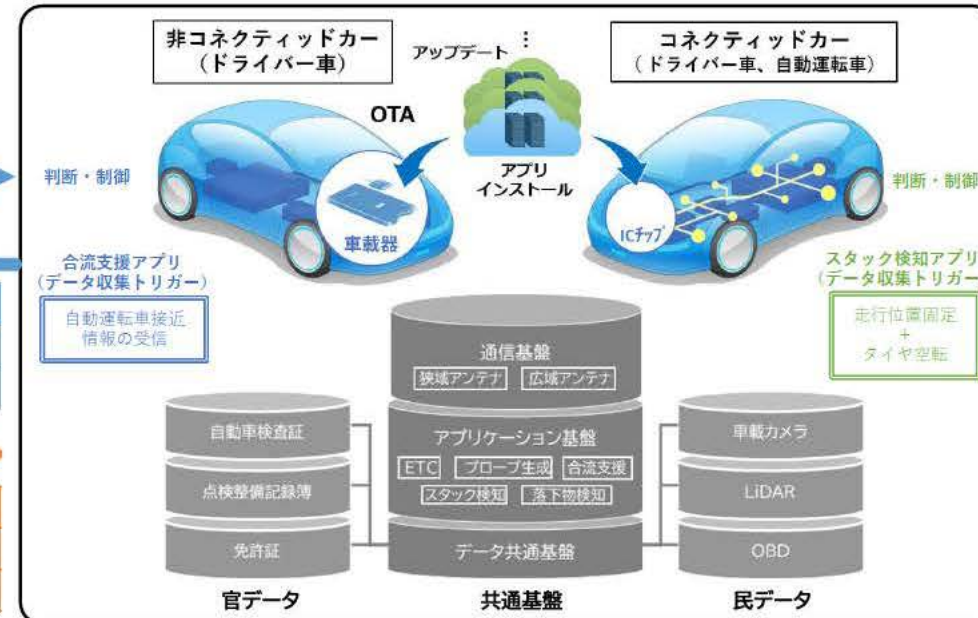 非コネクティッドカー
（ドライバー車）
アップデート
⋮
コネクティッドカー
（ドライバー車、自動運転車）
OTA
アプリ
インストール
判断・制御
車載器
ICﾁｯﾌﾟ
判断・制御
合流支援アプリ
（データ収集トリガー）
自動運転車接近
情報の受信
スタック検知アプリ
（データ収集トリガー
走行位置固定
+
タイヤ空転
通信基盤
狭域アンテナ 広域アンテナ
アプリケーション基盤
ETC プローブ生成 合流支援
スタック検知 落下物検知
データ共通基盤
自動車検査証
点検整備記録簿
免許証
車載カメラ
LiDAR
OBD
官データ
共通基盤
民データ